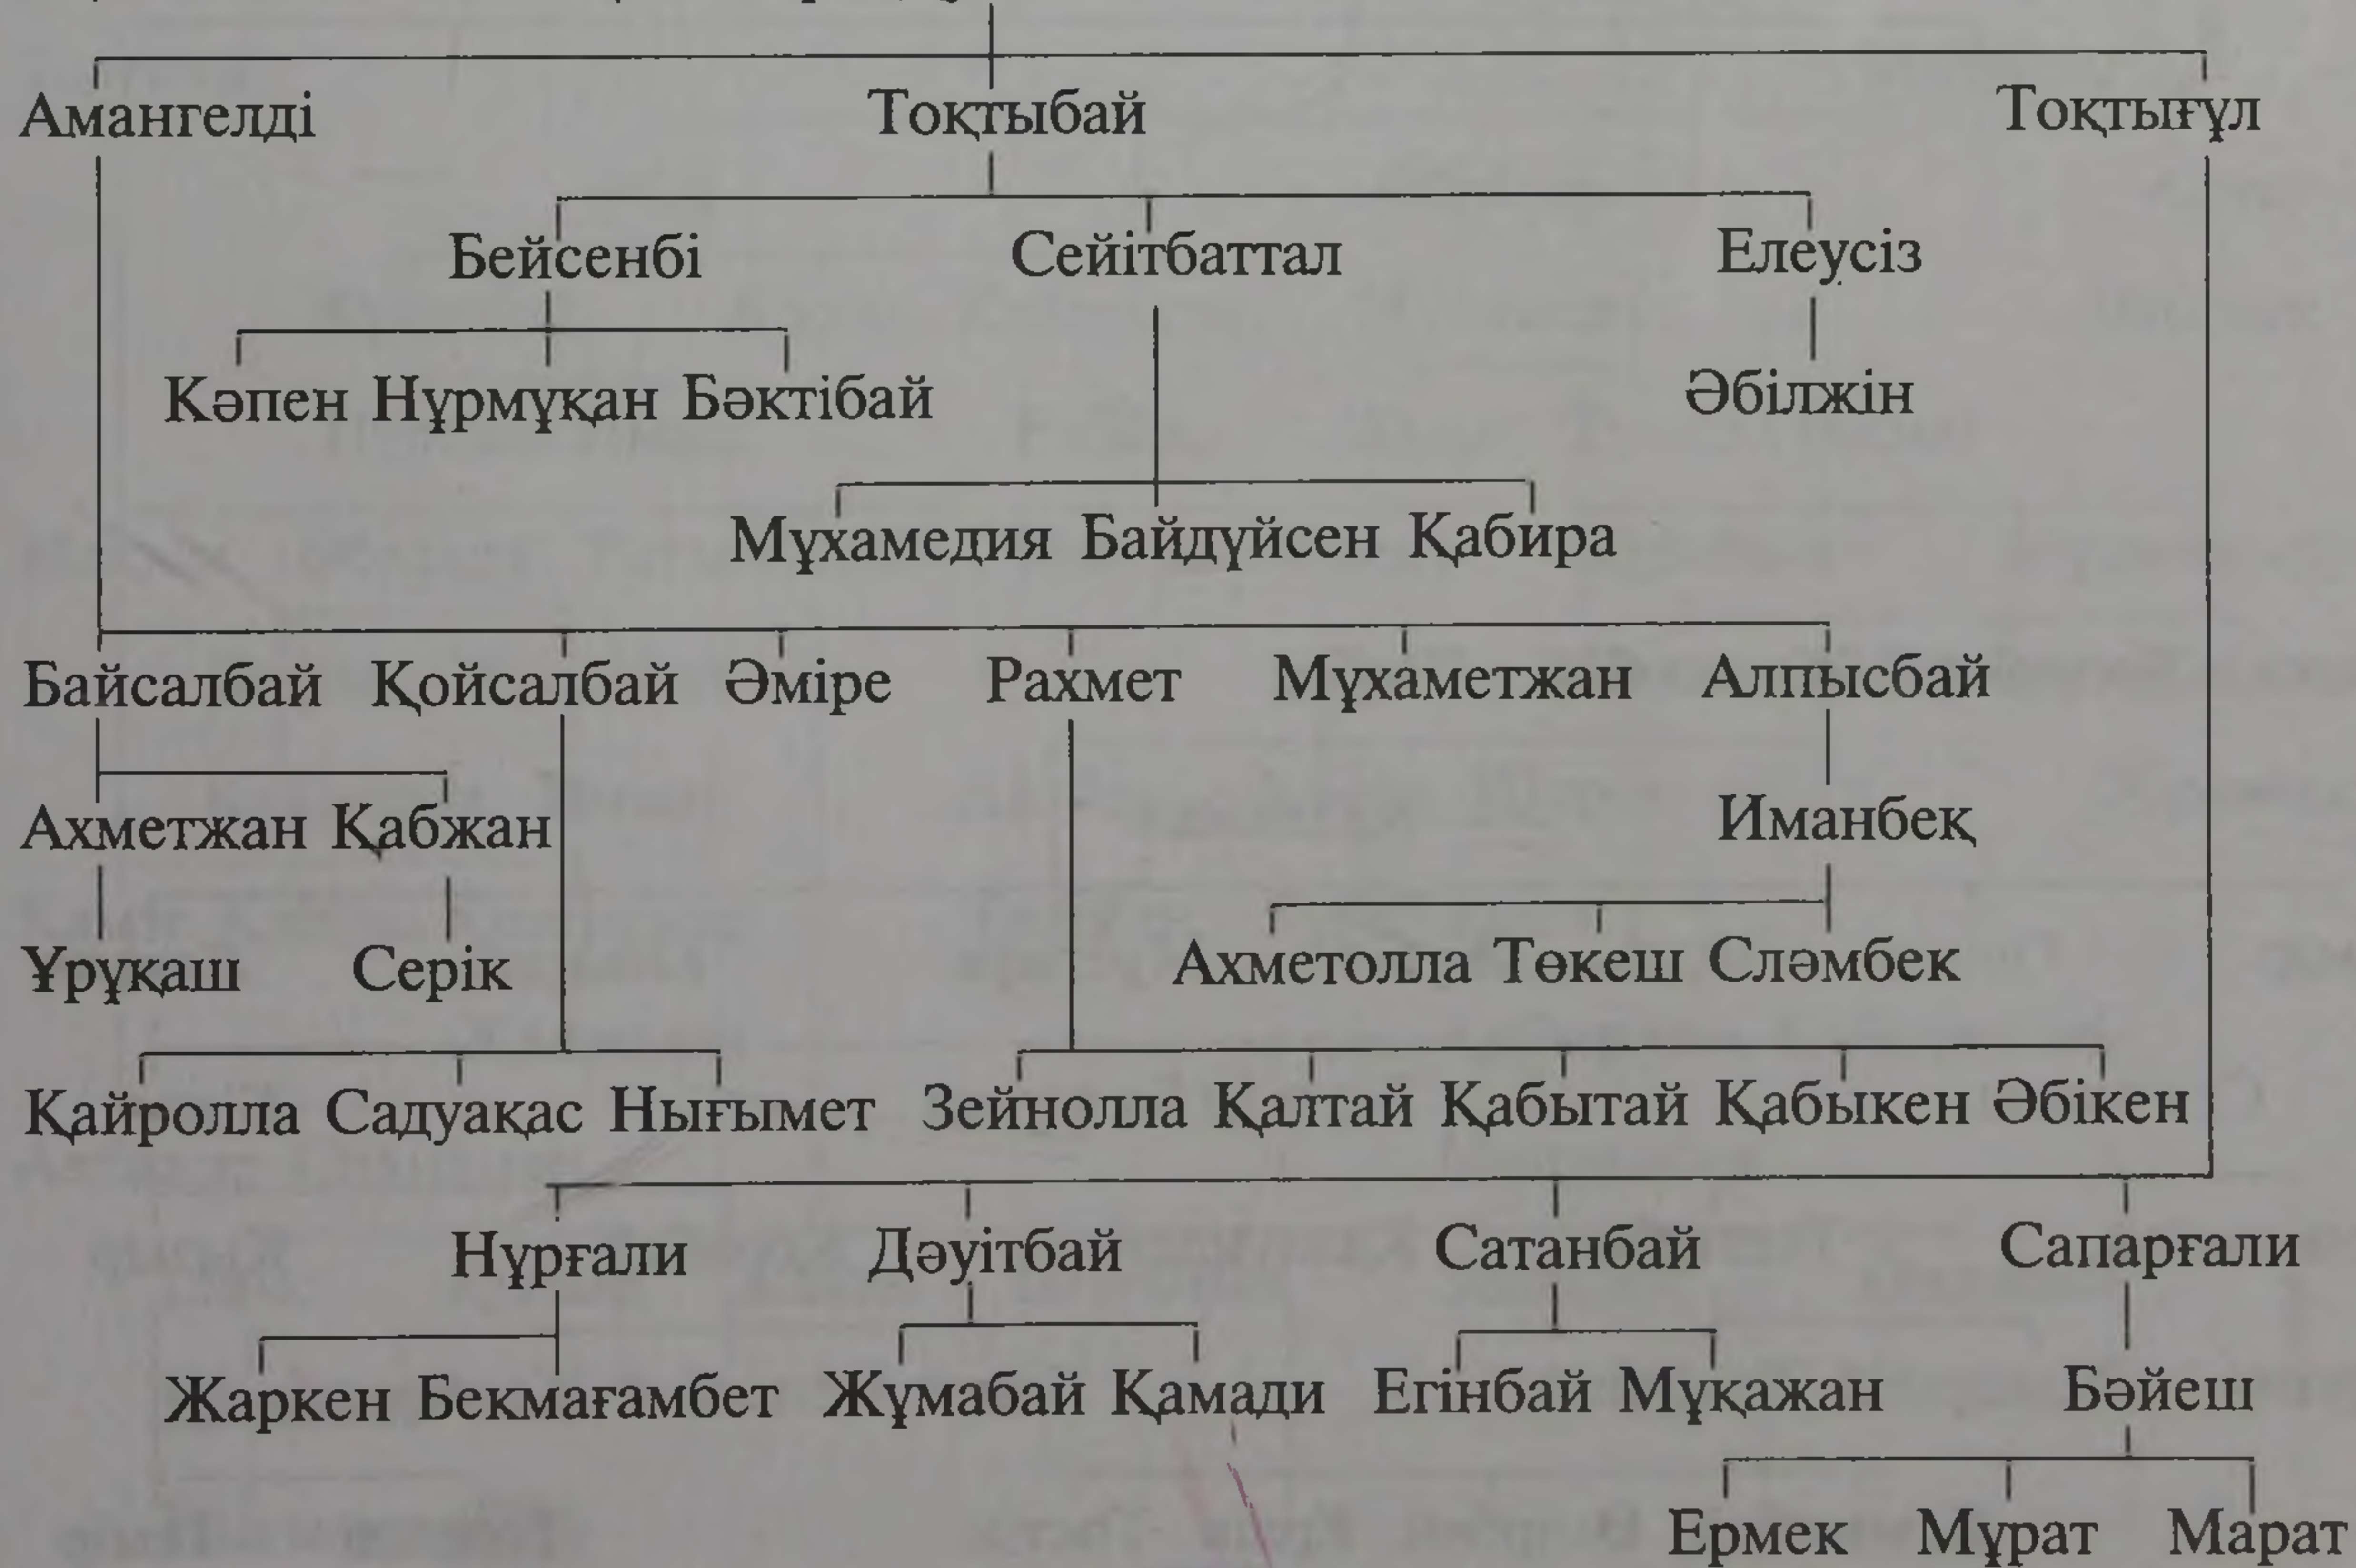 Амангелді Тоқтыбай Тоқтығұл
Бейсенбі Сейітбаттал Елеусіз
Кәпен Нұрмұқан Бәктібай Әбілжін
Мұхамедия Байдүйсен Қабира
Байсалбай Қойсалбай Әміре Рахмет Мұхаметжан Алпысбай
Ахметжан Қабжан Иманбек
Ұрұқаш Серік Ахметолла Төкеш Сләмбек
Қайролла Садуақас Нығымет Зейнолла Қалтай Қабытай Қабыкен Әбікен
Нұрғали Дәуітбай Сатанбай Сапарғали
Жаркен Бекмағамбет Жұмабай Қамади Егінбай Мұқажан Бәйеш
Ермек Мұрат Марат